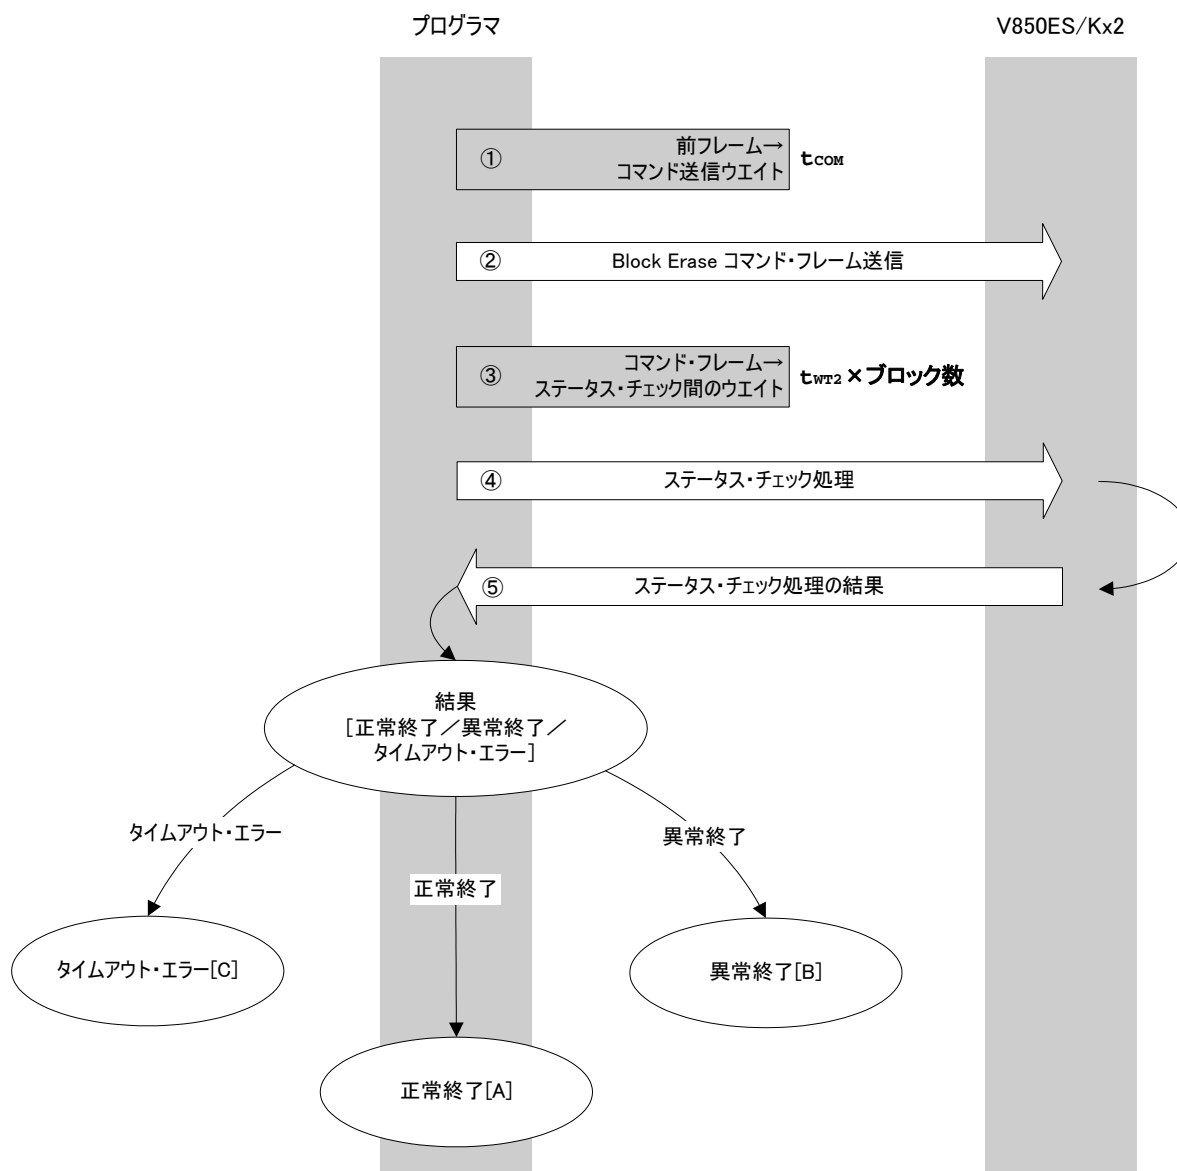 プログラマ
V850ES/Kx2
①
前フレーム→
コマンド送信ウエイト
tCOM
②
Block Erase コマンド・フレーム送信
③
コマンド・フレーム→
ステータス・チェック間のウエイト
tWT2×ブロック数
④
ステータス・チェック処理
⑤
ステータス・チェック処理の結果
結果
［正常終了／異常終了／
タイムアウト・エラー］
タイムアウト・エラー
異常終了
正常終了
タイムアウト・エラー[C]
異常終了[B]
正常終了[A]